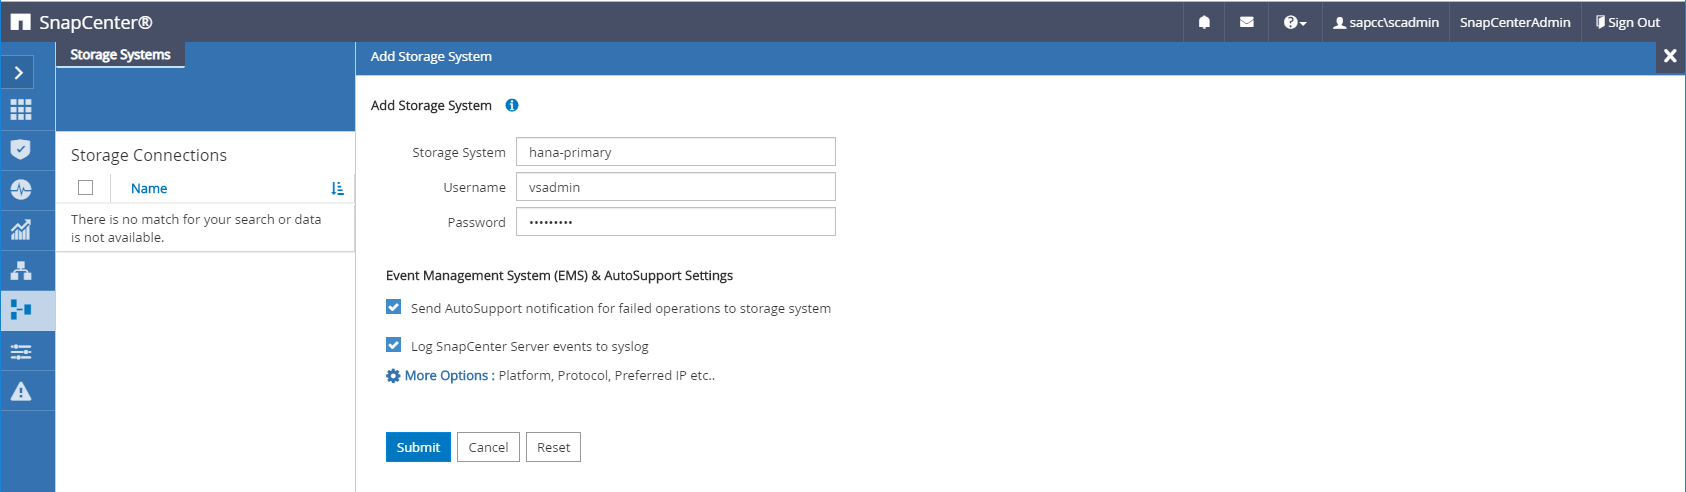 SnapCenter®
sapcc\scadmin
SnapCenterAdmin
Sign Out
Storage Systems
Add Storage System
Storage Connections
Name
There is no match for your search or data
is not available.
Add Storage System
Storage System hana-primary
Username vsadmin
Password •••••••••
Event Management System (EMS) & AutoSupport Settings
Send AutoSupport notification for failed operations to storage system
Log SnapCenter Server events to syslog
More Options : Platform, Protocol, Preferred IP etc..
Submit Cancel Reset